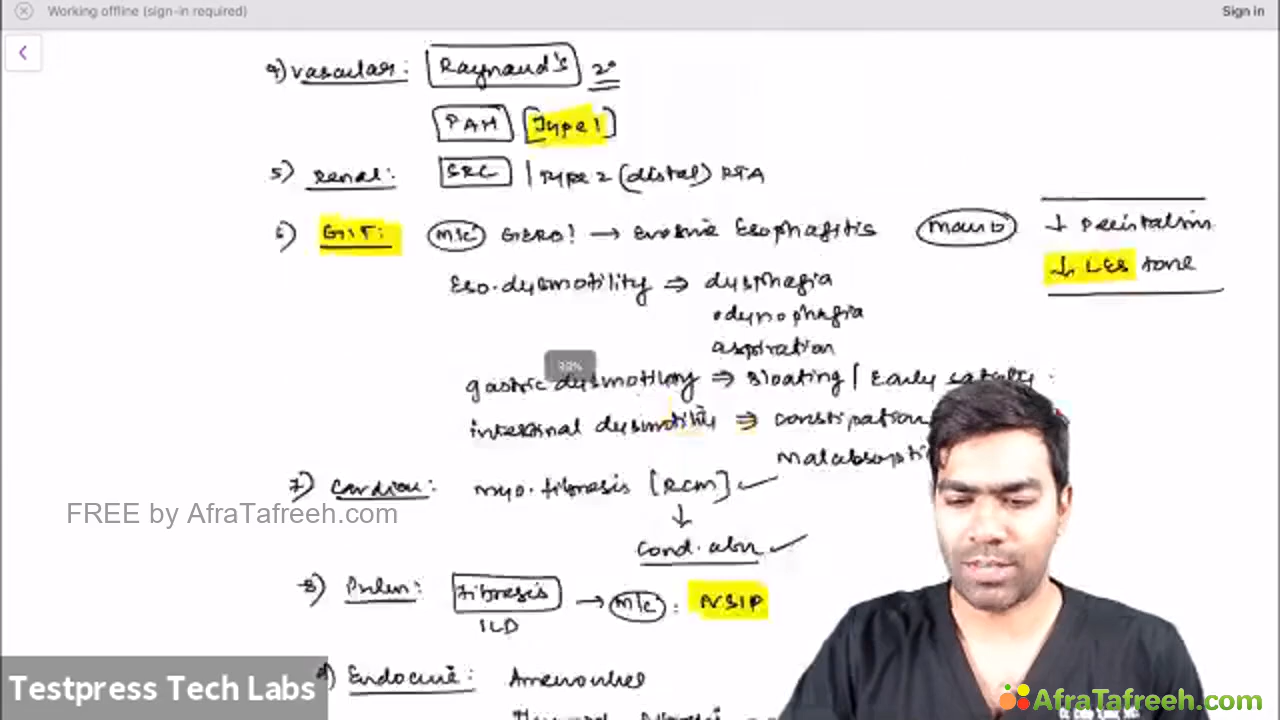 Working offline (sign-in required)
Sign in
4) Vascular: Raynaud's 2°
PAH [Type 1]
5) Renal: SRC | Type 2 (distal) RTA
6) GIT: M/C GERD! → Erosive Esophagitis
Mano ↓ peristalsis
↓ LES tone
Eso. dysmotility ⇒ dysphagia
odynophagia
aspiration
33%
gastric dysmotility ⇒ Bloating | Early satiety
intestinal dysmotility ⇒ constipation
Malabsopti
7) Cardiac: myo. fibrosis [RCM] ✓
↓
Cond. abn ✓
FREE by AfraTafreeh.com
8) Pulm: Fibrosis → M/C: NSIP
ILD
9) Endocrine: Amenorrhea
Testpress Tech Labs
AfraTafreeh.com